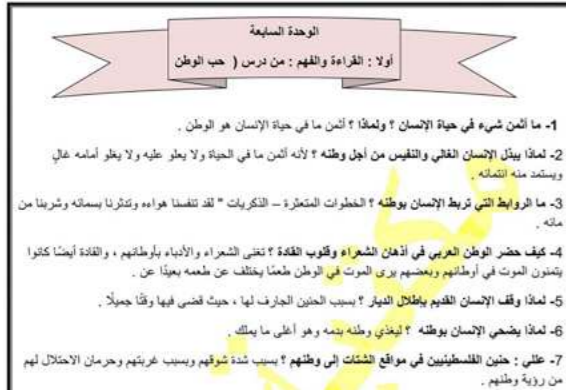 الوحدة السابعة
أولا : القراءة والفهم : من درس ( حب الوطن
1- ما أثمن شيء في حياة الإنسان ؟ ولماذا ؟ أثمن ما في حياة الإنسان هو الوطن .
2- لماذا يبذل الإنسان الغالي والنفيس من أجل وطنه ؟ لأنه أثمن ما في الحياة ولا يعلو عليه ولا يغلو أمامه غالٍ
ويستمد منه انتمائه .
3- ما الروابط التي تربط الإنسان بوطنه ؟ الخطوات المتعثرة – الذكريات " لقد تنفسنا هواءه وتدثرنا بسمائه وشربنا من
مائه .
4- كيف حضر الوطن العربي في أذهان الشعراء وقلوب القادة ؟ تغنى الشعراء والأدباء بأوطانهم ، والقادة أيضًا كانوا
يتمنون الموت في أوطانهم وبعضهم يرى الموت في الوطن طعمًا يختلف عن طعمه بعيدًا عن .
5- لماذا وقف الإنسان القديم بإطلال الديار ؟ بسبب الحنين الجارف لها ، حيث قضى فيها وقتًا جميلًا .
6- لماذا يضحي الإنسان بوطنه ؟ ليغذي وطنه بدمه وهو أغلى ما يملك .
7- عللي : حنين الفلسطينيين في مواقع الشتات إلى وطنهم ؟ بسبب شدة شوقهم وبسبب غربتهم وحرمان الاحتلال لهم
من رؤية وطنهم .